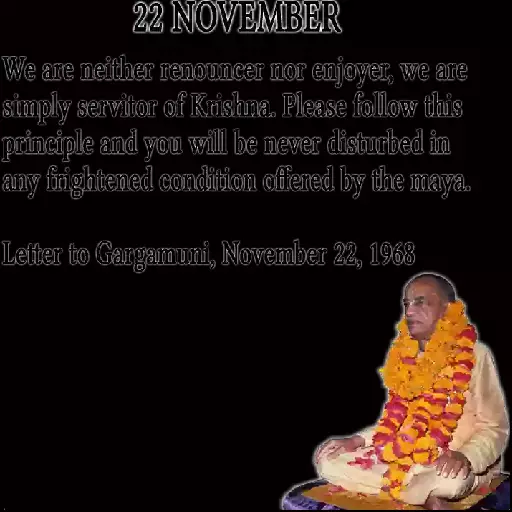 22 NOVEMBER
We are neither renouncer nor enjoyer, we are
simply servitor of Krishna. Please follow this
principle and you will be never disturbed in
any frightened condition offered by the maya.
Letter to Gargamuni, November 22, 1968